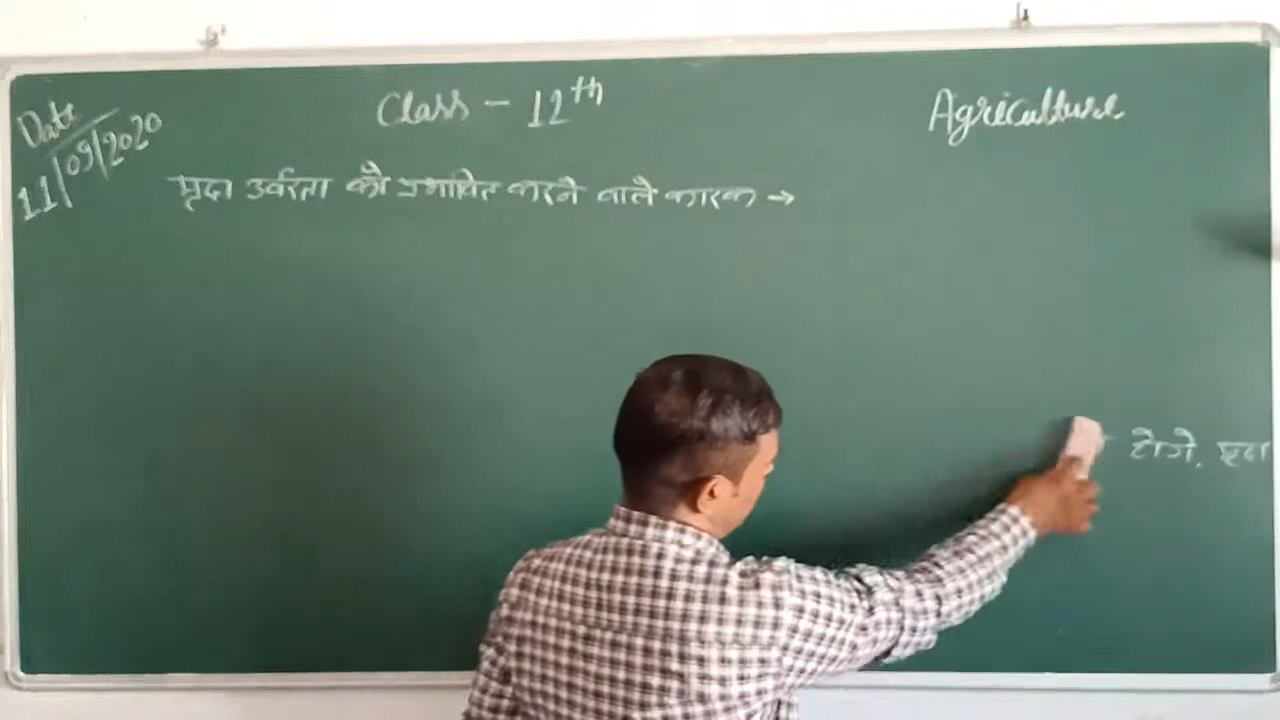 Date
11/09/2020
Class - 12th
Agriculture
मृदा उर्वरता को प्रभावित करने वाले कारक →
होगे, मृदा